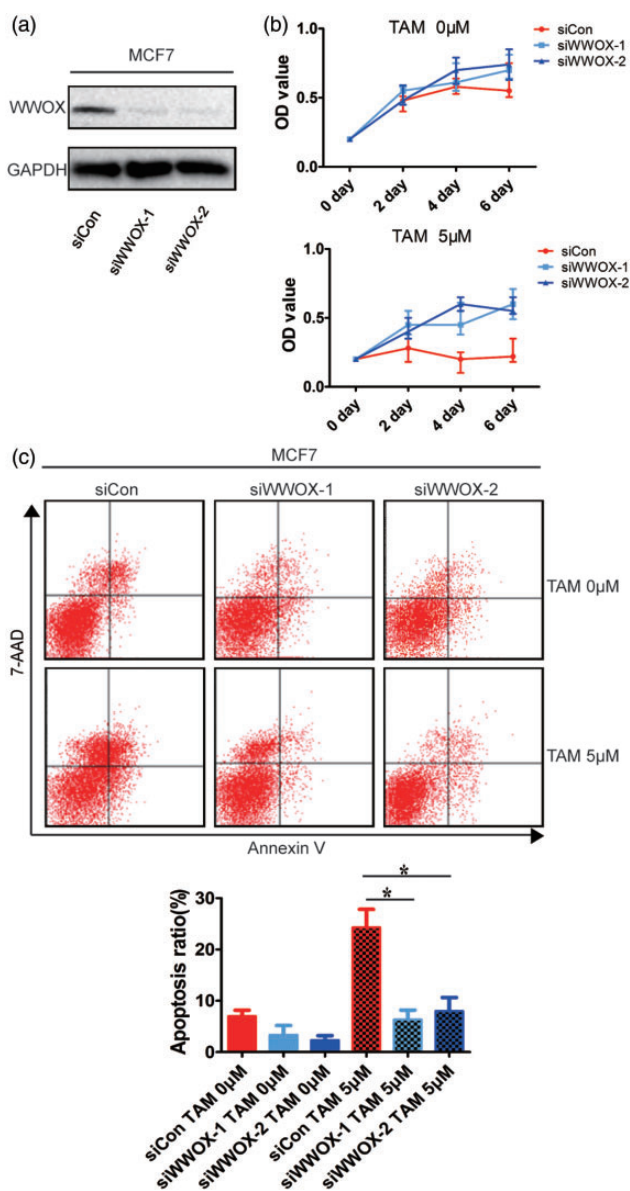 (a)
MCF7
WWOX
GAPDH
siCon
siWWOX-1
siWWOX-2
(b)
TAM 0µM
siCon
siWWOX-1
siWWOX-2
OD value
1.0
0.5
0.0
0 day
2 day
4 day
6 day
TAM 5µM
siCon
siWWOX-1
siWWOX-2
OD value
1.0
0.5
0.0
0 day
2 day
4 day
6 day
(c)
MCF7
siCon
siWWOX-1
siWWOX-2
7-AAD
TAM 0µM
TAM 5µM
Annexin V
Apoptosis ratio(%)
30
20
10
0
*
*
siCon TAM 0µM
siWWOX-1 TAM 0µM
siWWOX-2 TAM 0µM
siCon TAM 5µM
siWWOX-1 TAM 5µM
siWWOX-2 TAM 5µM